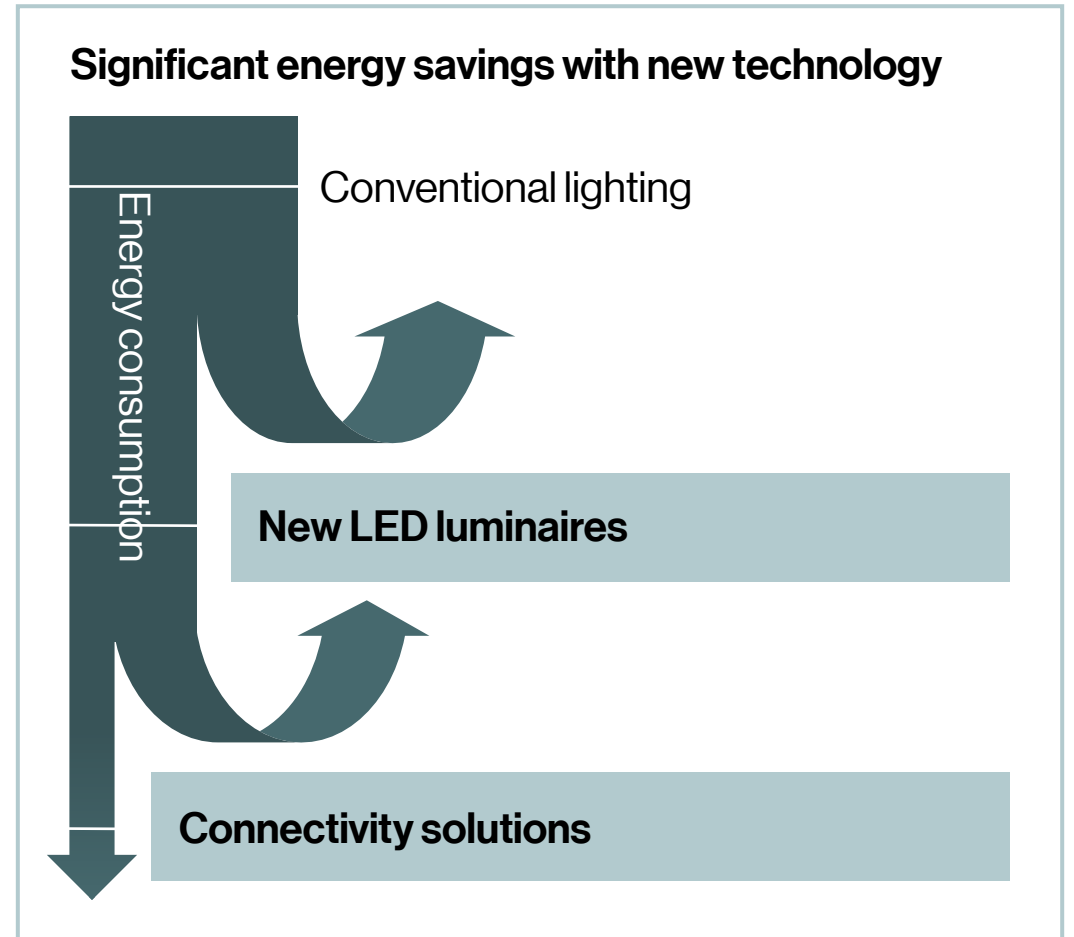 Significant energy savings with new technology
Conventional lighting
Energy consumption
New LED luminaires
Connectivity solutions